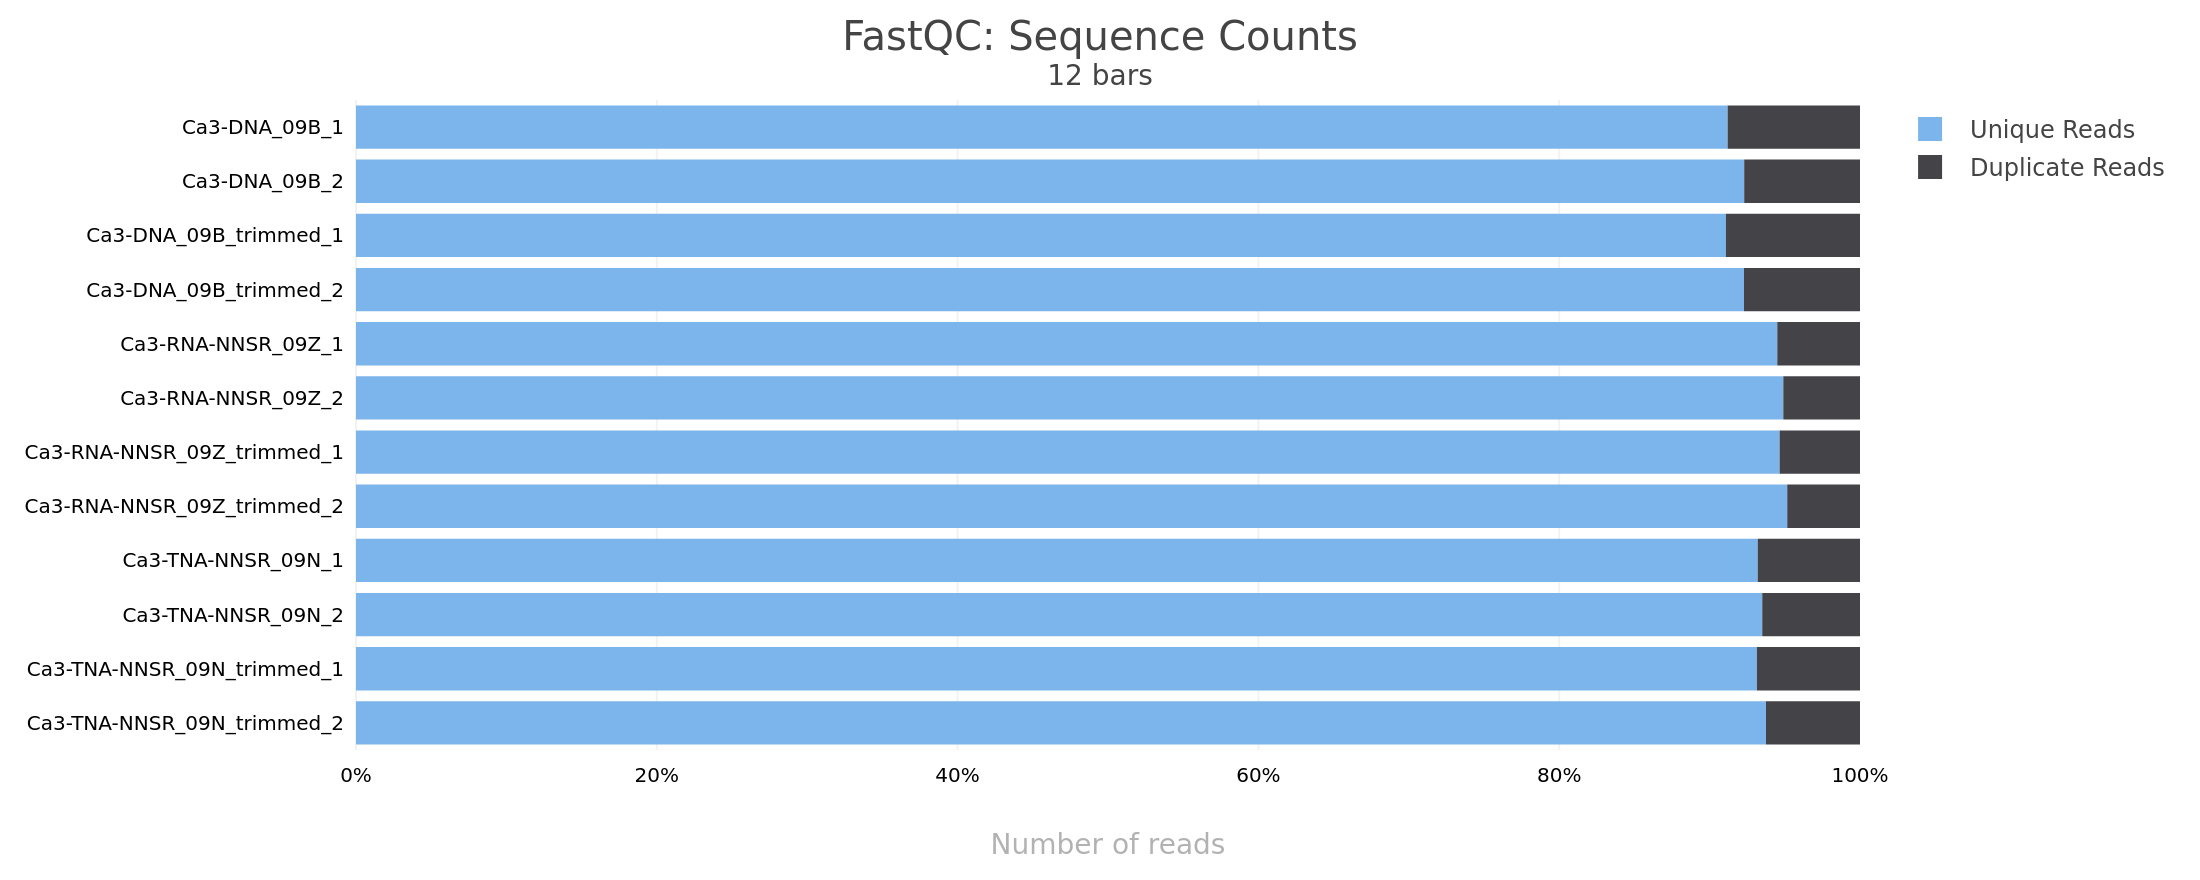 FastQC: Sequence Counts
12 bars
Ca3-DNA_09B_1
Ca3-DNA_09B_2
Ca3-DNA_09B_trimmed_1
Ca3-DNA_09B_trimmed_2
Ca3-RNA-NNSR_09Z_1
Ca3-RNA-NNSR_09Z_2
Ca3-RNA-NNSR_09Z_trimmed_1
Ca3-RNA-NNSR_09Z_trimmed_2
Ca3-TNA-NNSR_09N_1
Ca3-TNA-NNSR_09N_2
Ca3-TNA-NNSR_09N_trimmed_1
Ca3-TNA-NNSR_09N_trimmed_2
0% 20% 40% 60% 80% 100%
Number of reads
Unique Reads
Duplicate Reads